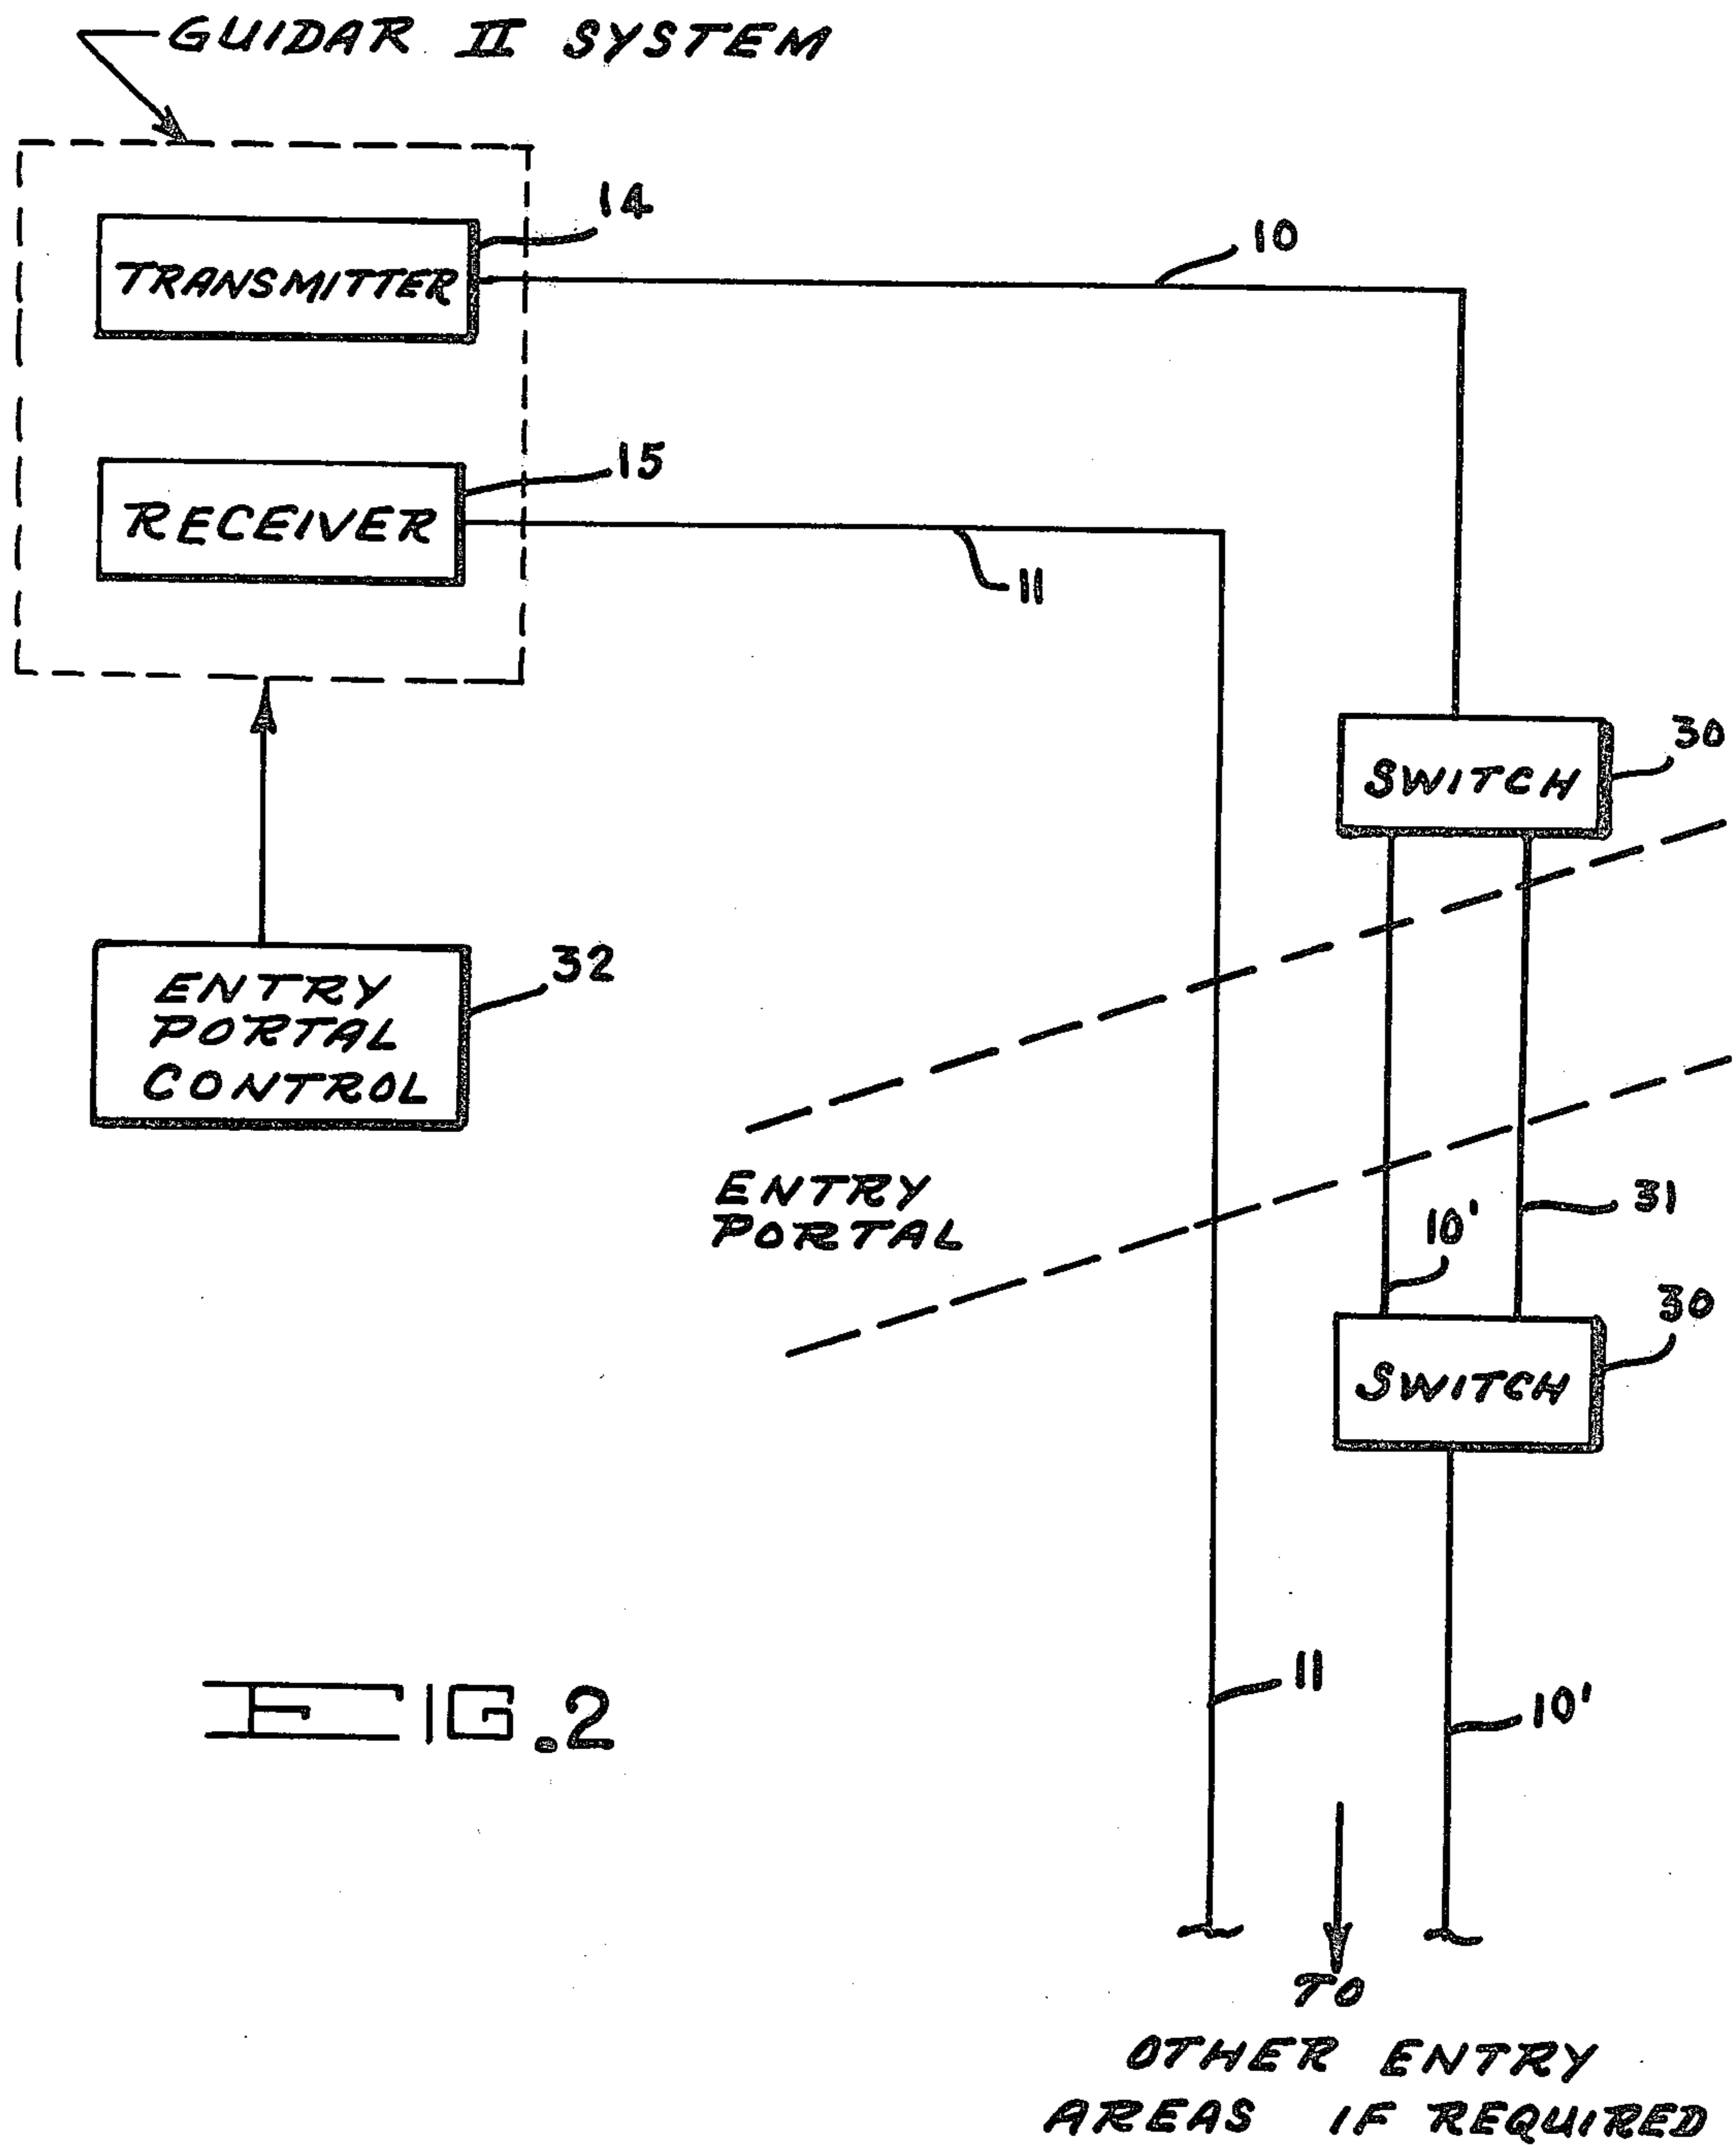 GUIDAR II SYSTEM
14
TRANSMITTER
10
15
RECEIVER
11
30
SWITCH
32
ENTRY
PORTAL
CONTROL
ENTRY
PORTAL
31
10'
30
SWITCH
11
10'
FIG.2
TO
OTHER ENTRY
AREAS IF REQUIRED